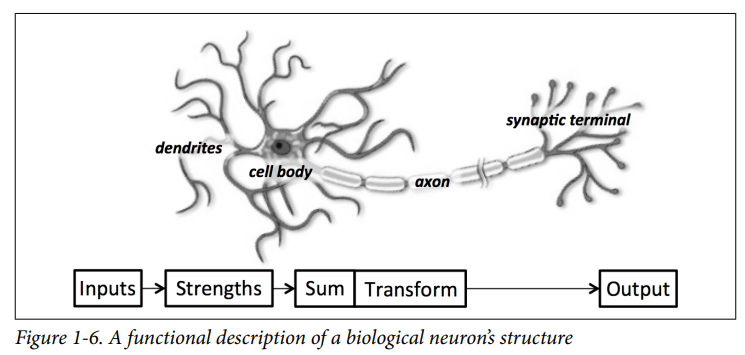 synaptic terminal
dendrites
cell body
axon
Inputs Strengths Sum Transform Output
Figure 1-6. A functional description of a biological neuron's structure